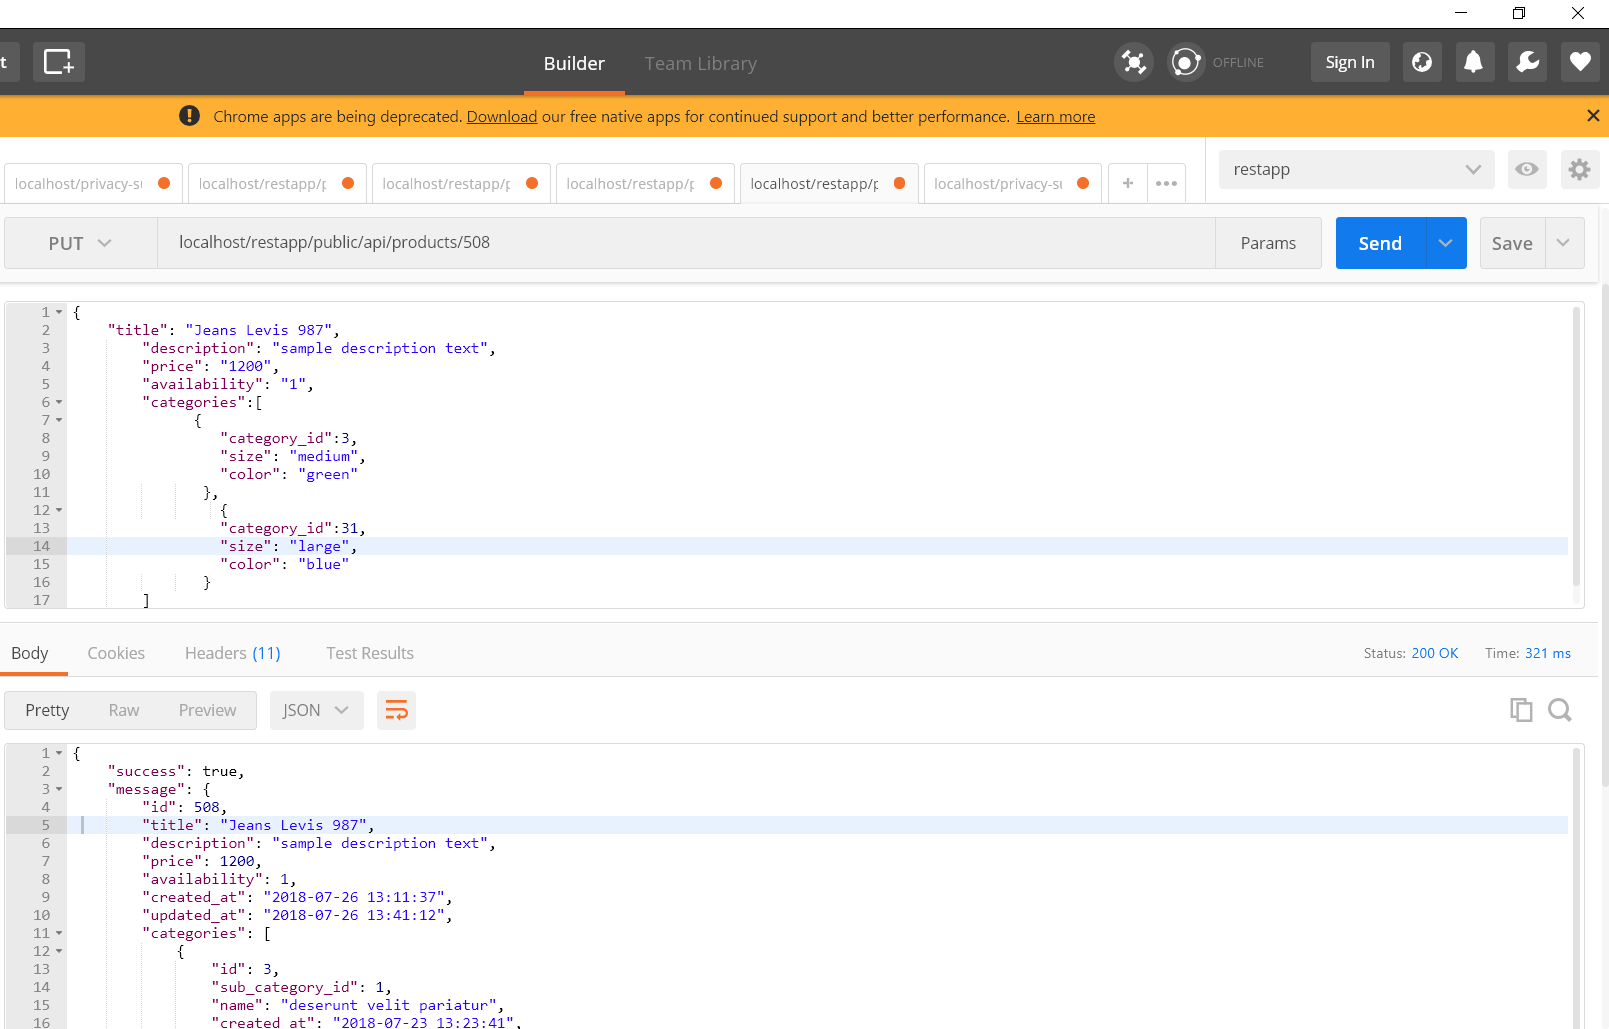 t
Builder
Team Library
OFFLINE
Sign In
Chrome apps are being deprecated. Download our free native apps for continued support and better performance. Learn more
localhost/privacy-su
localhost/restapp/p
localhost/restapp/p
localhost/restapp/p
localhost/restapp/p
localhost/privacy-su
restapp
PUT
localhost/restapp/public/api/products/508
Params
Send
Save
1 {
2 "title": "Jeans Levis 987",
3 "description": "sample description text",
4 "price": "1200",
5 "availability": "1",
6 "categories":[
7 {
8 "category_id":3,
9 "size": "medium",
10 "color": "green"
11 },
12 {
13 "category_id":31,
14 "size": "large",
15 "color": "blue"
16 }
17 ]
Body
Cookies
Headers (11)
Test Results
Status: 200 OK
Time: 321 ms
Pretty
Raw
Preview
JSON
1 {
2 "success": true,
3 "message": {
4 "id": 508,
5 "title": "Jeans Levis 987",
6 "description": "sample description text",
7 "price": 1200,
8 "availability": 1,
9 "created_at": "2018-07-26 13:11:37",
10 "updated_at": "2018-07-26 13:41:12",
11 "categories": [
12 {
13 "id": 3,
14 "sub_category_id": 1,
15 "name": "deserunt velit pariatur",
16 "created_at": "2018-07-23 13:23:41",